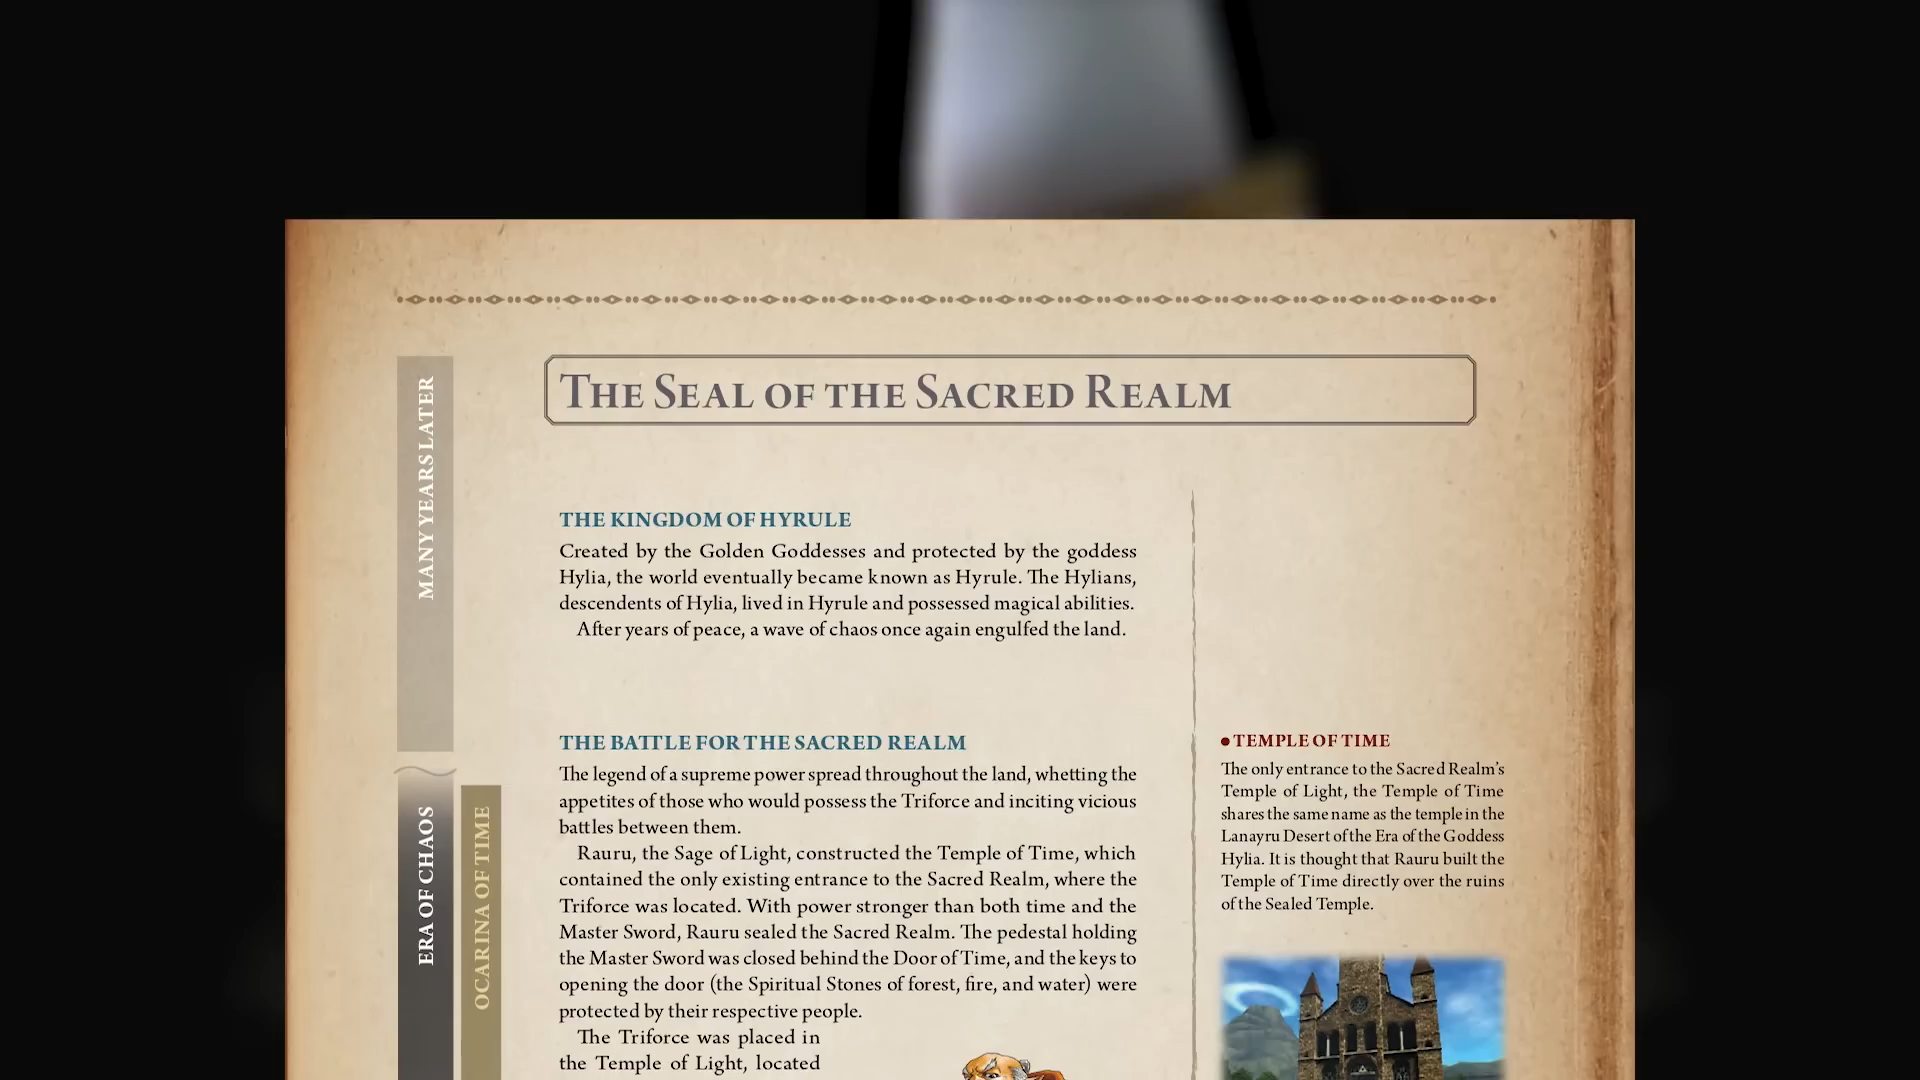 THE SEAL OF THE SACRED REALM
MANY YEARS LATER
THE KINGDOM OF HYRULE
Created by the Golden Goddesses and protected by the goddess
Hylia, the world eventually became known as Hyrule. The Hylians,
descendents of Hylia, lived in Hyrule and possessed magical abilities.
After years of peace, a wave of chaos once again engulfed the land.
ERA OF CHAOS
OCARINA OF TIME
THE BATTLE FOR THE SACRED REALM
The legend of a supreme power spread throughout the land, whetting the
appetites of those who would possess the Triforce and inciting vicious
battles between them.
Rauru, the Sage of Light, constructed the Temple of Time, which
contained the only existing entrance to the Sacred Realm, where the
Triforce was located. With power stronger than both time and the
Master Sword, Rauru sealed the Sacred Realm. The pedestal holding
the Master Sword was closed behind the Door of Time, and the keys to
opening the door (the Spiritual Stones of forest, fire, and water) were
protected by their respective people.
The Triforce was placed in
the Temple of Light, located
•TEMPLE OF TIME
The only entrance to the Sacred Realm's
Temple of Light, the Temple of Time
shares the same name as the temple in the
Lanayru Desert of the Era of the Goddess
Hylia. It is thought that Rauru built the
Temple of Time directly over the ruins
of the Sealed Temple.